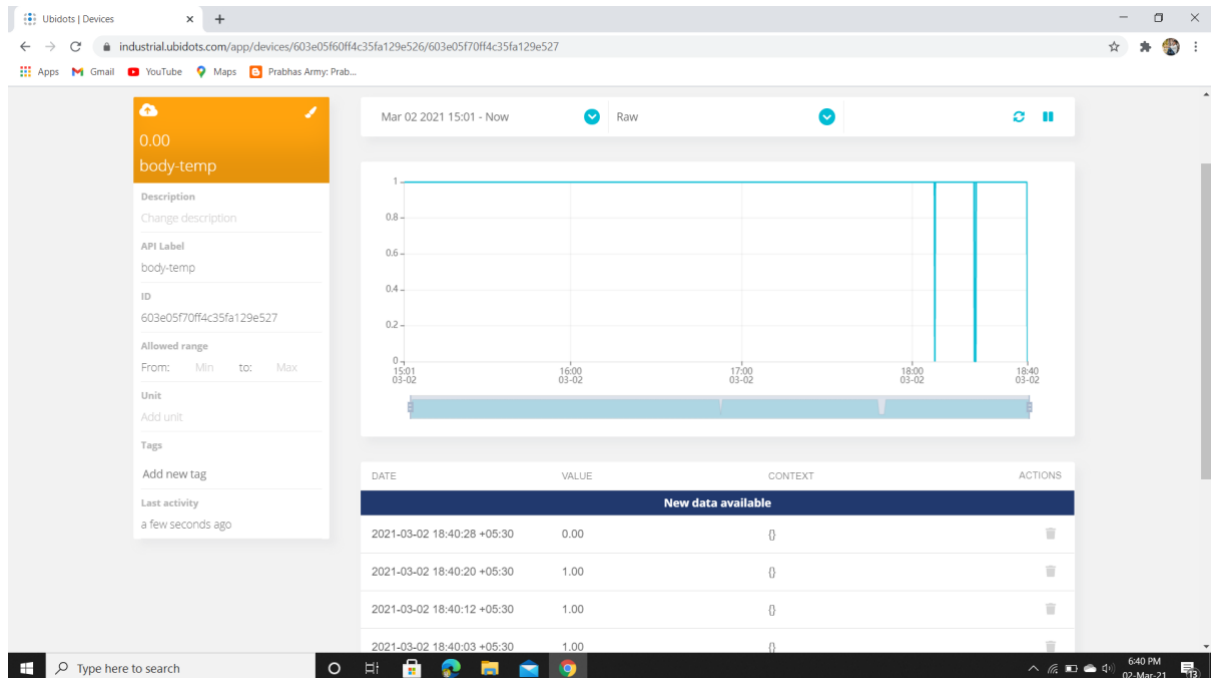 Ubidots | Devices
industrial.ubidots.com/app/devices/603e05f60ff4c35fa129e526/603e05f70ff4c35fa129e527
Apps Gmail YouTube Maps Prabhas Army: Prab...
0.00
body-temp
Description
Change description
API Label
body-temp
ID
603e05f70ff4c35fa129e527
Allowed range
From: Min to: Max
Unit
Add unit
Tags
Add new tag
Last activity
a few seconds ago
Mar 02 2021 15:01 - Now Raw
1
0.8
0.6
0.4
0.2
0
15:01 16:00 17:00 18:00 18:40
03-02 03-02 03-02 03-02 03-02
DATE VALUE CONTEXT ACTIONS
New data available
2021-03-02 18:40:28 +05:30 0.00 {}
2021-03-02 18:40:20 +05:30 1.00 {}
2021-03-02 18:40:12 +05:30 1.00 {}
2021-03-02 18:40:03 +05:30 1.00 {}
Type here to search
6:40 PM
02-Mar-21
13